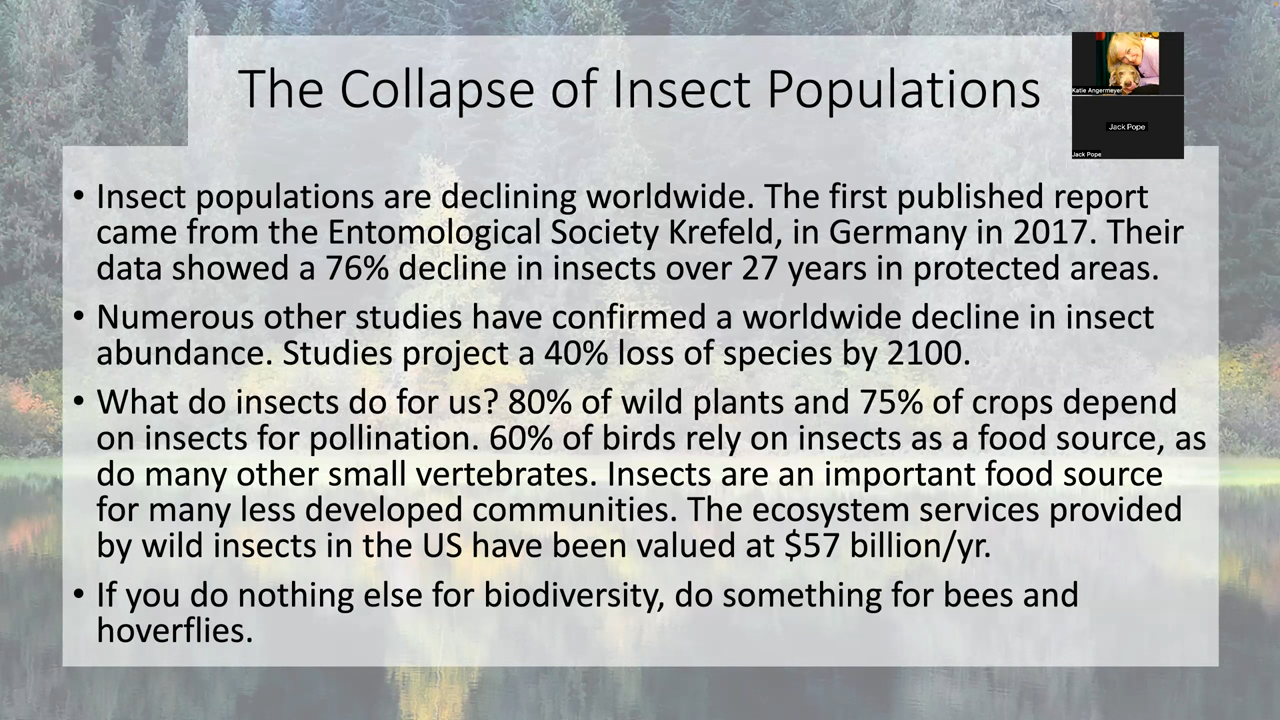 The Collapse of Insect Populations
Katie Angermeyer
Jack Pope
Jack Pope
• Insect populations are declining worldwide. The first published report
came from the Entomological Society Krefeld, in Germany in 2017. Their
data showed a 76% decline in insects over 27 years in protected areas.
• Numerous other studies have confirmed a worldwide decline in insect
abundance. Studies project a 40% loss of species by 2100.
• What do insects do for us? 80% of wild plants and 75% of crops depend
on insects for pollination. 60% of birds rely on insects as a food source, as
do many other small vertebrates. Insects are an important food source
for many less developed communities. The ecosystem services provided
by wild insects in the US have been valued at $57 billion/yr.
• If you do nothing else for biodiversity, do something for bees and
hoverflies.